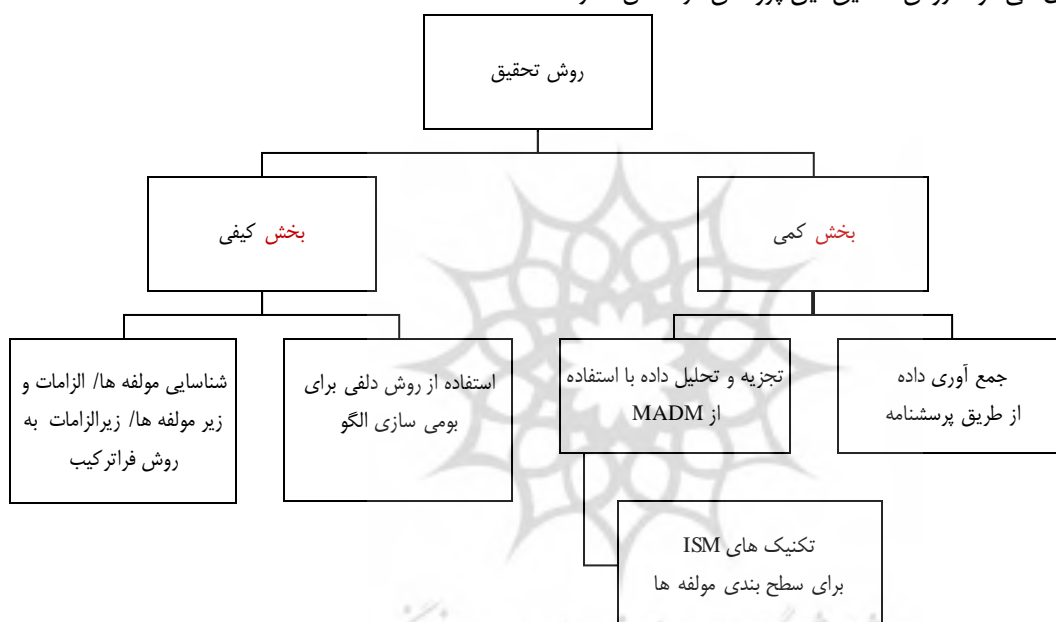 روش تحقیق
بخش کمی
بخش کیفی
جمع آوری داده
از طریق پرسشنامه
تجزیه و تحلیل داده با استفاده
از MADM
استفاده از روش دلفی برای
بومی سازی الگو
شناسایی مولفه ها/ الزامات و
زیر مولفه ها/ زیرالزامات به
روش فراترکیب
تکنیک های ISM
برای سطح بندی مولفه ها